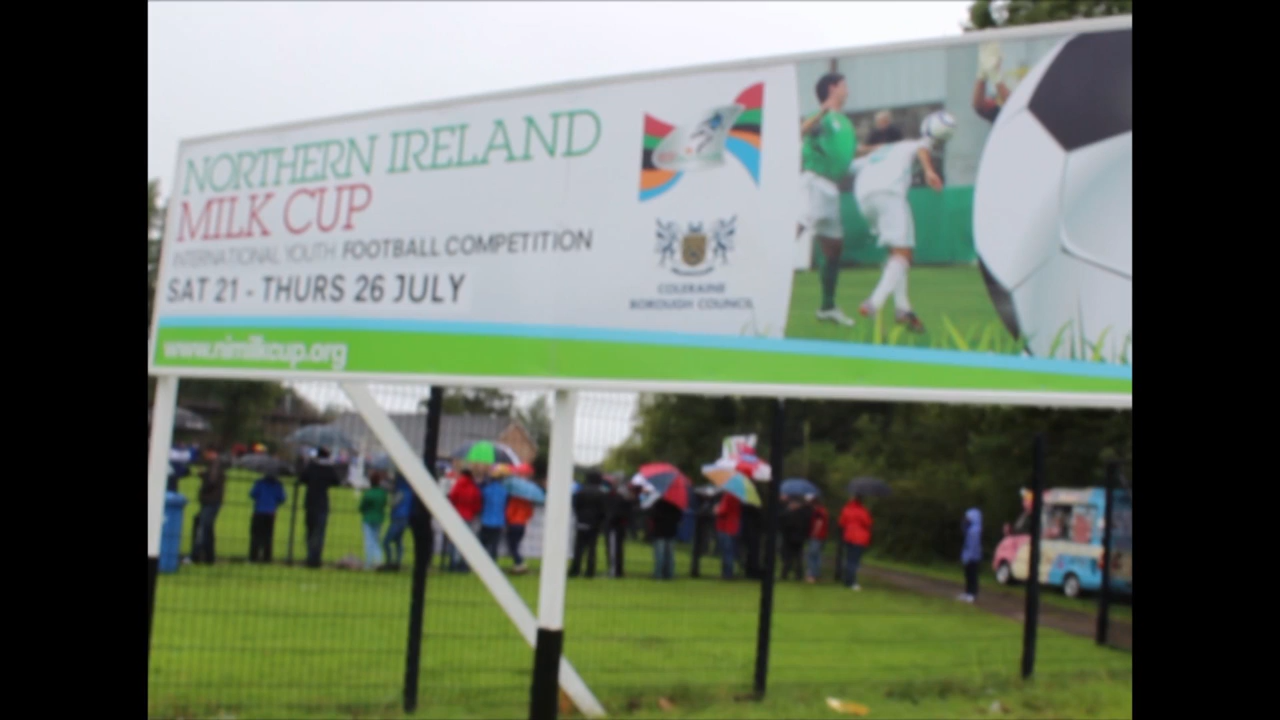 NORTHERN IRELAND
MILK CUP
INTERNATIONAL YOUTH FOOTBALL COMPETITION
SAT 21 - THURS 26 JULY
COLERAINE
BOROUGH COUNCIL
www.nimilkcup.org